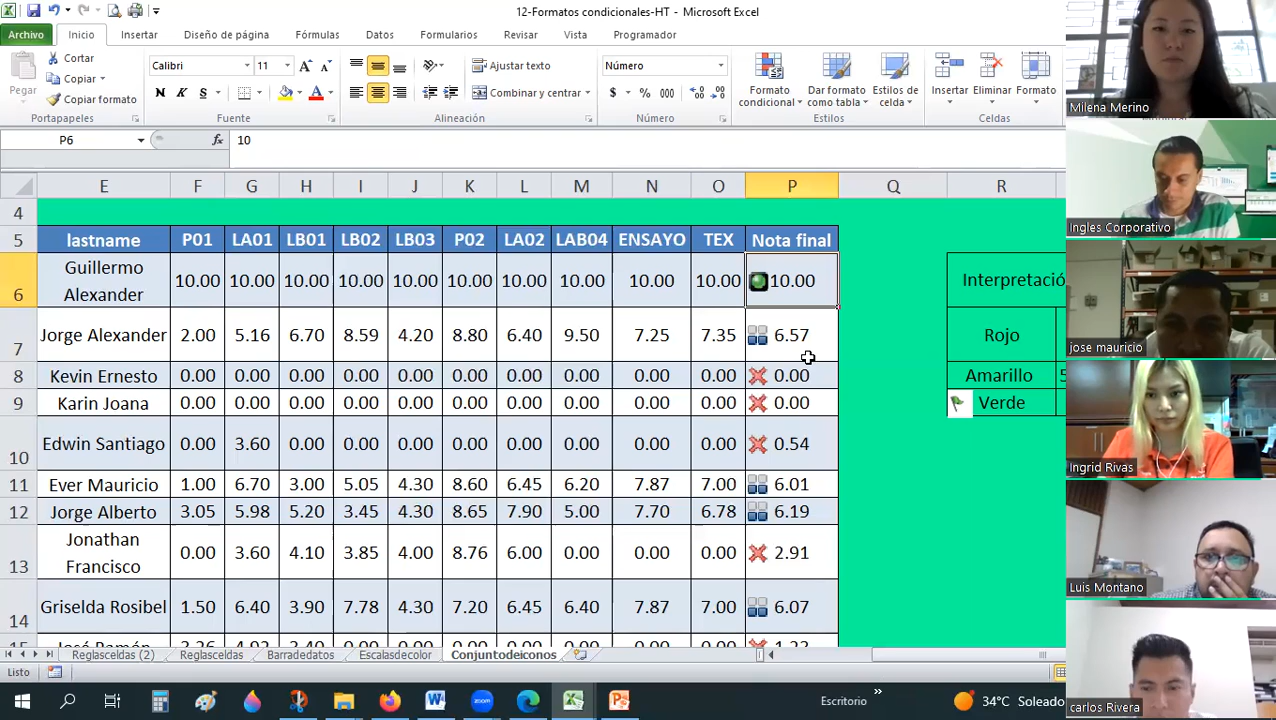 12-Formatos condicionales-HT - Microsoft Excel
Archivo Inicio Insertar Diseño de página Fórmulas Datos Revisar Vista Programador
Cortar
Copiar
Copiar formato
Pegar
Portapapeles
Calibri 11
N K S
Fuente
Ajustar texto
Combinar y centrar
Alineación
Número
$ % 000
Número
Formato condicional
Dar formato como tabla
Estilos de celda
Estilos
Insertar Eliminar Formato
Celdas
P6 fx 10
E F G H I J K L M N O P Q R
4
5 lastname P01 LA01 LB01 LA02 LAB04 ENSAYO TEX Nota final
6 Guillermo Alexander 10.00 10.00 10.00 10.00 10.00 10.00 10.00 10.00 10.00 10.00 10.00 Interpretació
7 Jorge Alexander 2.00 5.16 6.70 8.59 4.20 8.80 6.40 9.50 7.25 7.35 6.57 Rojo
8 Kevin Ernesto 0.00 0.00 0.00 0.00 0.00 0.00 0.00 0.00 0.00 0.00 0.00 Amarillo 5
9 Karin Joana 0.00 0.00 0.00 0.00 0.00 0.00 0.00 0.00 0.00 0.00 0.00 Verde
10 Edwin Santiago 0.00 3.60 0.00 0.00 0.00 0.00 0.00 0.00 0.00 0.00 0.54
11 Ever Mauricio 1.00 6.70 3.00 5.03 4.00 6.45 6.20 7.87 7.00 6.01
12 Jorge Alberto 3.05 5.98 5.20 3.45 4.30 8.65 7.90 5.00 7.70 6.78 6.19
13 Jonathan Francisco 0.00 3.60 4.10 3.85 4.00 8.76 6.00 0.00 0.00 0.00 2.91
14 Griselda Rosibel 1.50 6.40 3.90 7.78 4.30 6.45 7.87 7.00 6.07
Reglasceldas (2) Reglasceldas Barradedatos Escalasdecolor Conjuntodeiconos
Listo
Escritorio » 34°C Soleado
Milena Merino
Ingles Corporativo
jose mauricio
Ingrid Rivas
Luis Montano
carlos Rivera